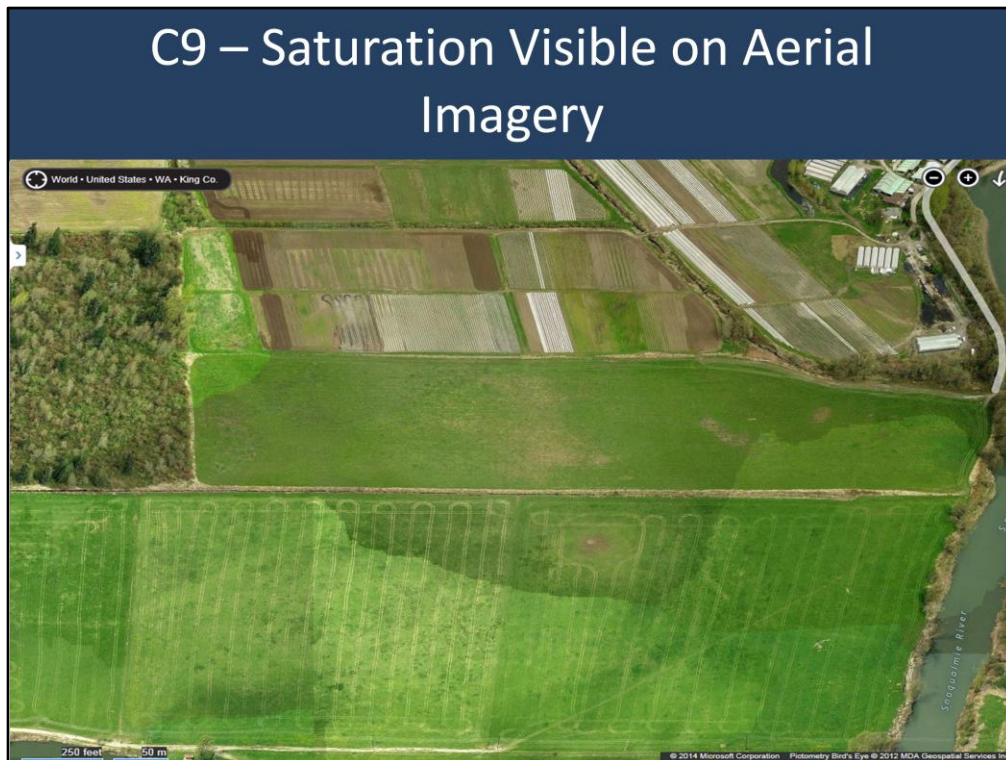 C9 – Saturation Visible on Aerial
Imagery
World • United States • WA • King Co.
Snoqualmie River
250 feet 50 m
© 2014 Microsoft Corporation Pictometry Bird's Eye © 2012 MDA Geospatial Services Inc